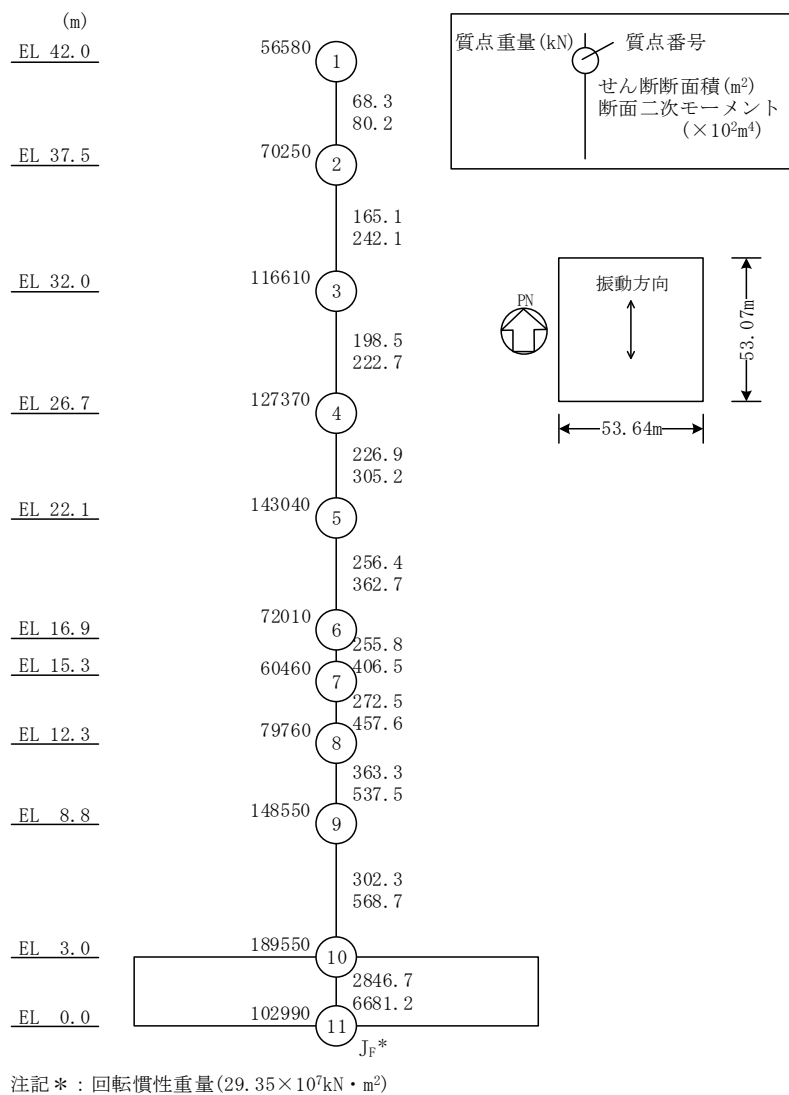 (m)
EL 42.0
56580
1
68.3
80.2
EL 37.5
70250
2
165.1
242.1
EL 32.0
116610
3
198.5
222.7
EL 26.7
127370
4
226.9
305.2
EL 22.1
143040
5
256.4
362.7
EL 16.9
72010
6
255.8
406.5
EL 15.3
60460
7
272.5
457.6
EL 12.3
79760
8
363.3
537.5
EL 8.8
148550
9
302.3
568.7
EL 3.0
189550
10
2846.7
6681.2
EL 0.0
102990
11
J_F*
質点重量(kN)
質点番号
せん断断面積(m²)
断面二次モーメント
(×10²m⁴)
PN
振動方向
53.07m
53.64m
注記*:回転慣性重量(29.35×10⁷kN・m²)